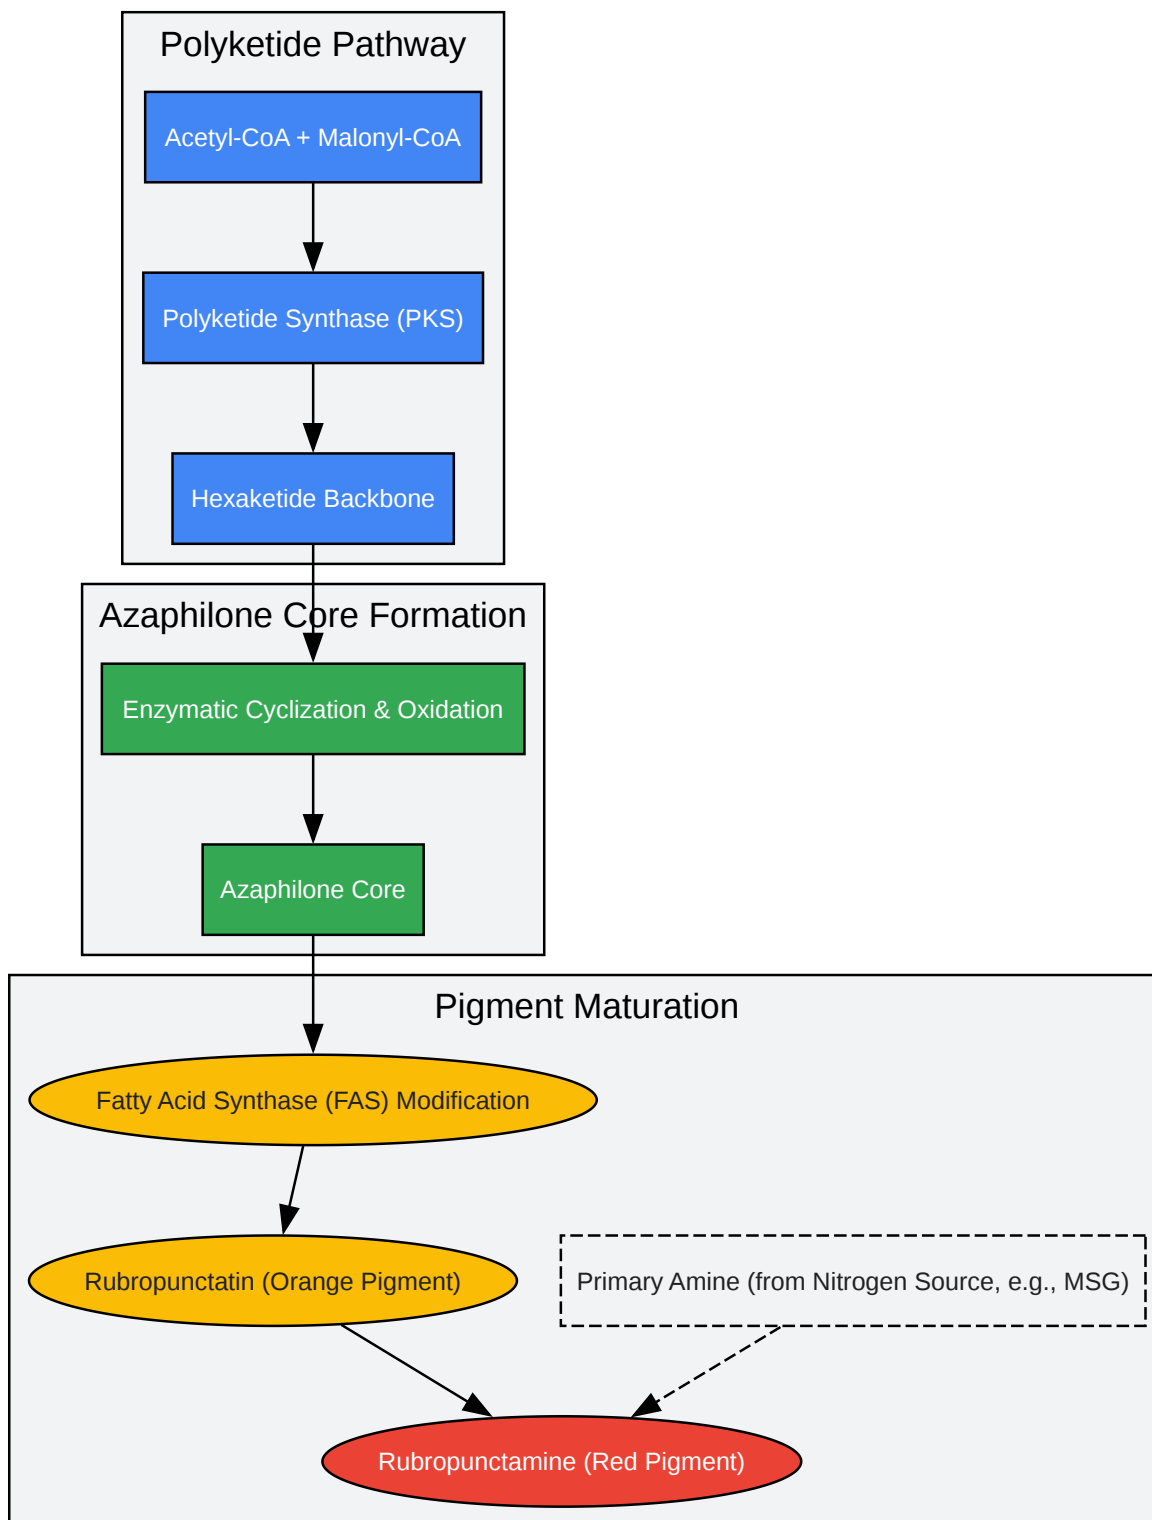 Polyketide Pathway
Acetyl-CoA + Malonyl-CoA
Polyketide Synthase (PKS)
Hexaketide Backbone
Azaphilone Core Formation
Enzymatic Cyclization & Oxidation
Azaphilone Core
Pigment Maturation
Fatty Acid Synthase (FAS) Modification
Rubropunctatin (Orange Pigment)
Primary Amine (from Nitrogen Source, e.g., MSG)
Rubropunctamine (Red Pigment)